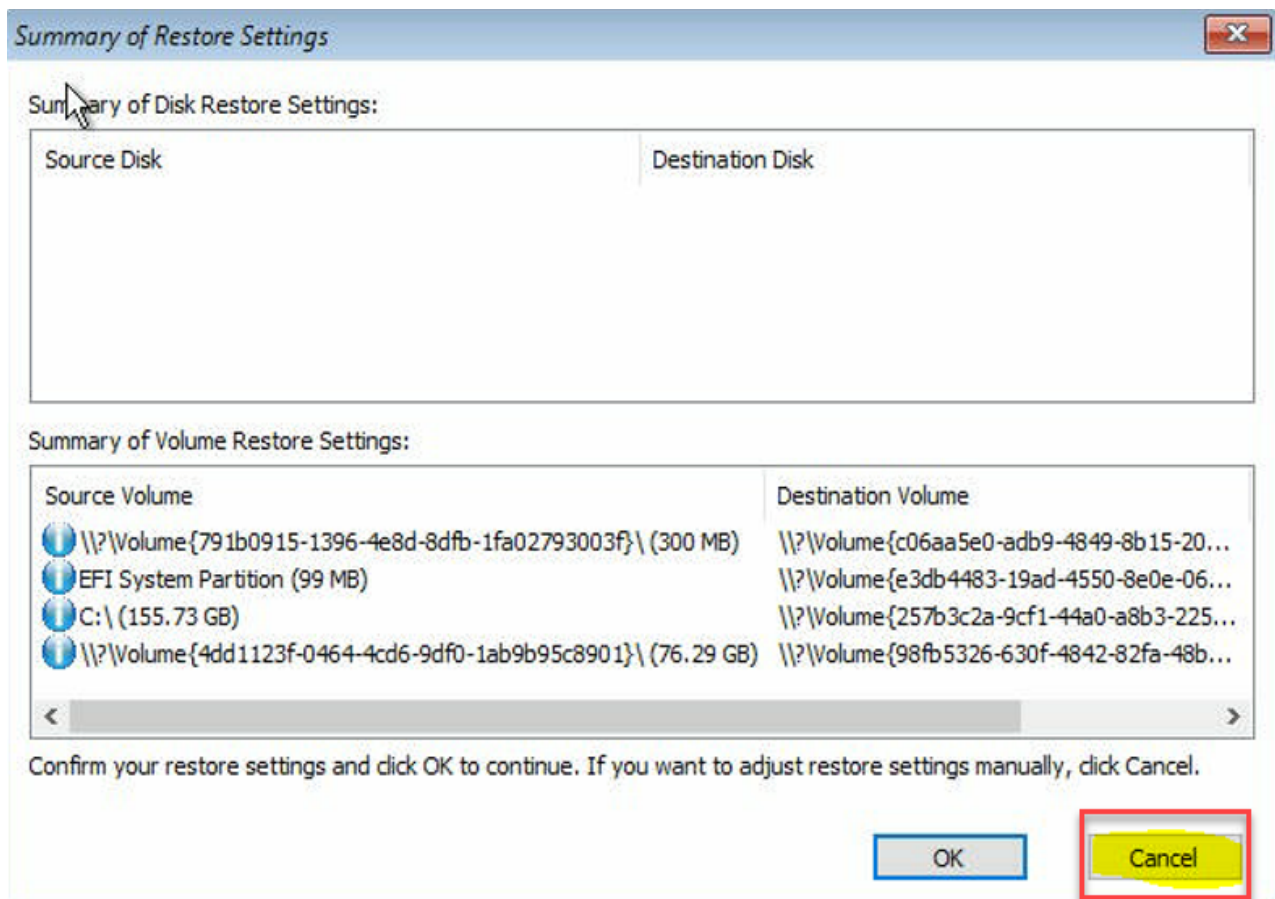 Summary of Restore Settings
Summary of Disk Restore Settings:
Source Disk Destination Disk
Summary of Volume Restore Settings:
Source Volume Destination Volume
\\?\Volume{791b0915-1396-4e8d-8dfb-1fa02793003f}\ (300 MB) \\?\Volume{c06aa5e0-adb9-4849-8b15-20...
EFI System Partition (99 MB) \\?\Volume{e3db4483-19ad-4550-8e0e-06...
C:\ (155.73 GB) \\?\Volume{257b3c2a-9cf1-44a0-a8b3-225...
\\?\Volume{4dd1123f-0464-4cd6-9df0-1ab9b95c8901}\ (76.29 GB) \\?\Volume{98fb5326-630f-4842-82fa-48b...
Confirm your restore settings and click OK to continue. If you want to adjust restore settings manually, click Cancel.
OK Cancel